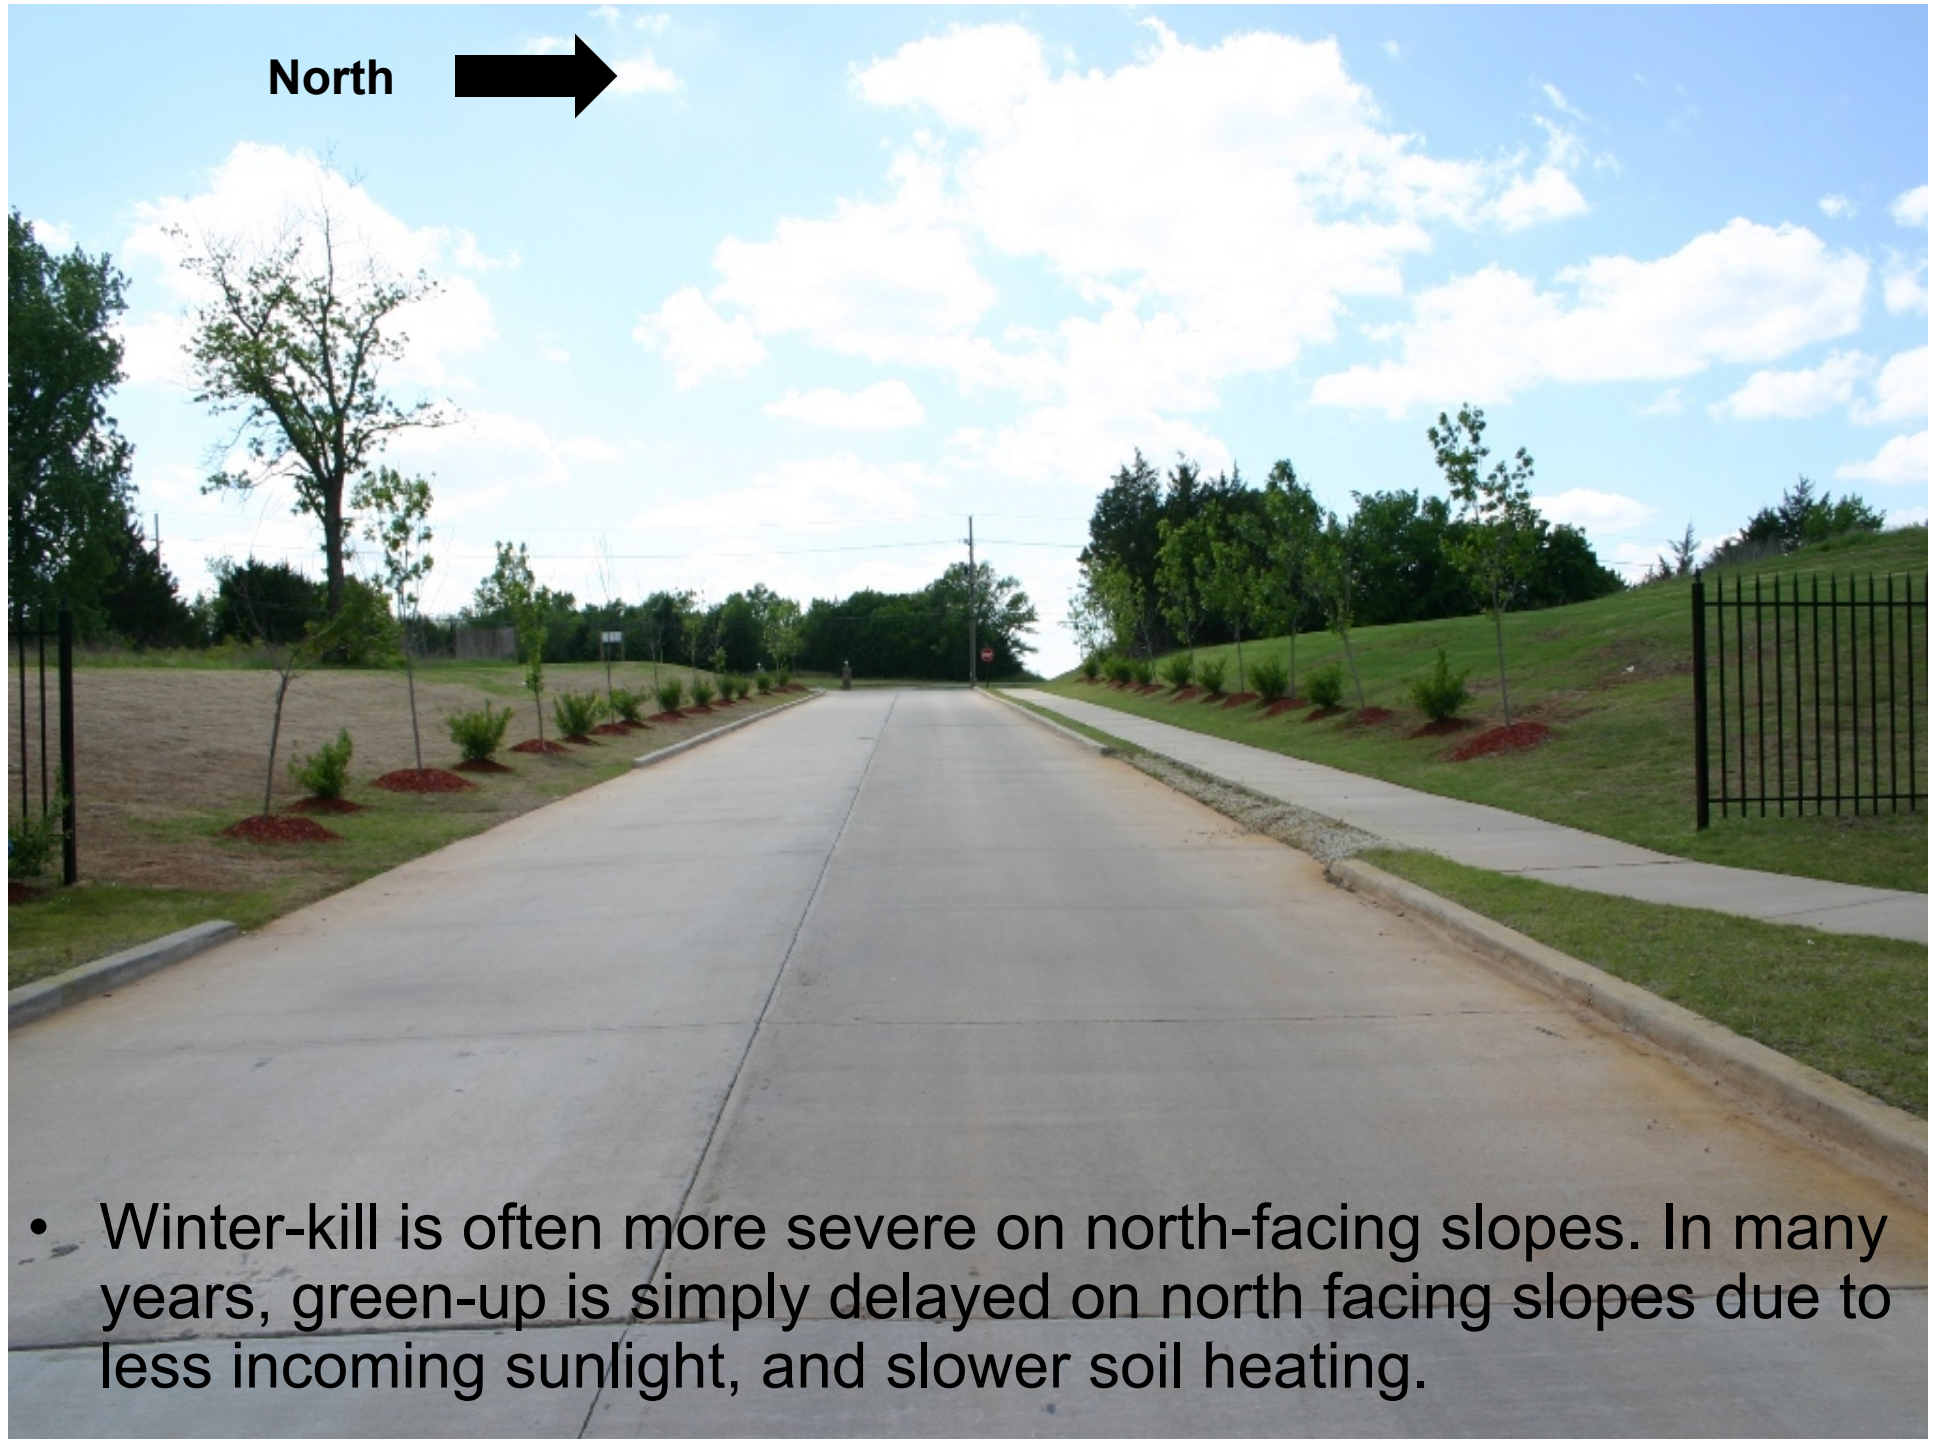 North
• Winter-kill is often more severe on north-facing slopes. In many
years, green-up is simply delayed on north facing slopes due to
less incoming sunlight, and slower soil heating.